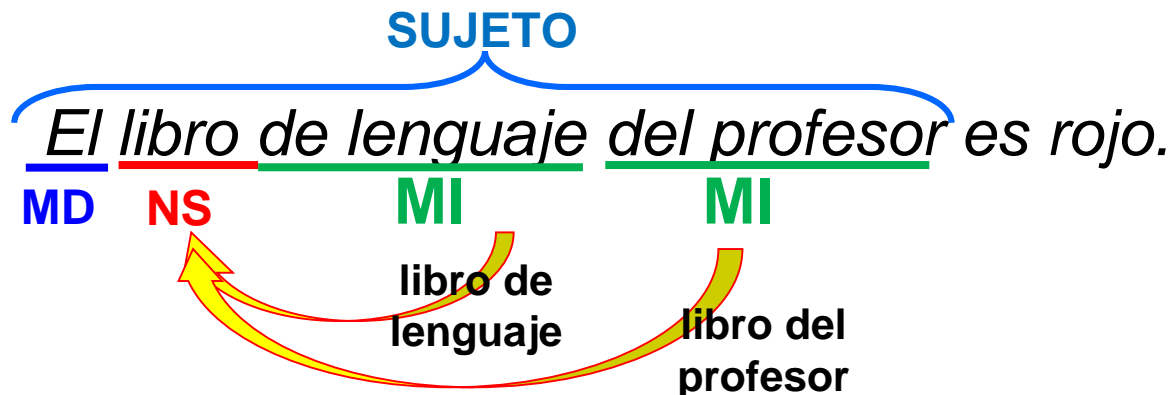 SUJETO
El libro de lenguaje del profesor es rojo.
MD NS MI MI
libro de
lenguaje
libro del
profesor